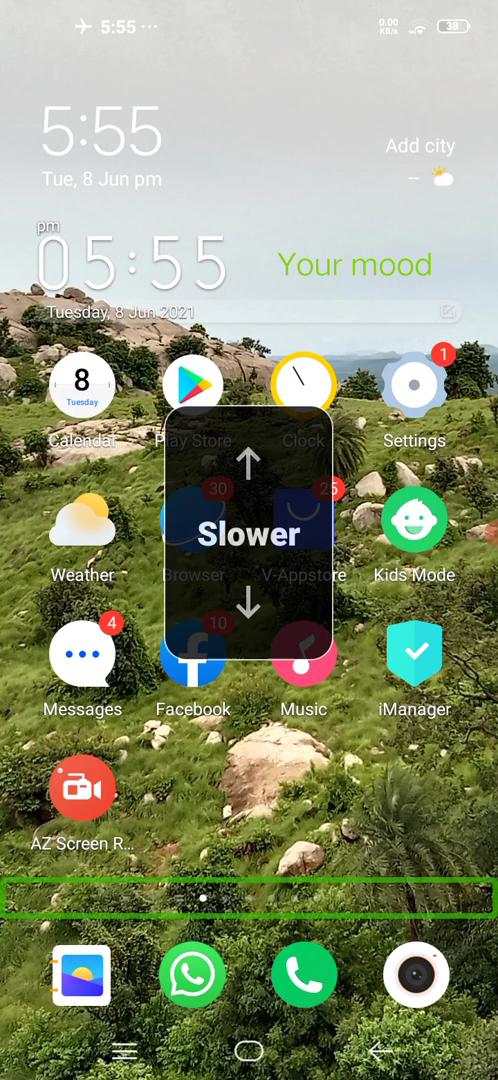 5:55 ...
0.00
KB/s
38
5:55
Add city
Tue, 8 Jun pm
--
pm
05:55
Your mood
Tuesday, 8 Jun 2021
8
Tuesday
1
Calendar
Play Store
Clock
Settings
30
25
Slower
Weather
Browser
V-Appstore
Kids Mode
4
10
Messages
Facebook
Music
iManager
AZ Screen R...